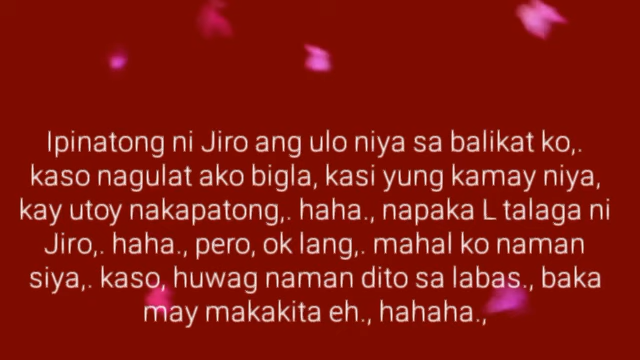 Ipinatong ni Jiro ang ulo niya sa balikat ko,.
kaso nagulat ako bigla, kasi yung kamay niya,
kay utoy nakapatong,. haha., napaka L talaga ni
Jiro,. haha., pero, ok lang,. mahal ko naman
siya,. kaso, huwag naman dito sa labas., baka
may makakita eh., hahaha.,